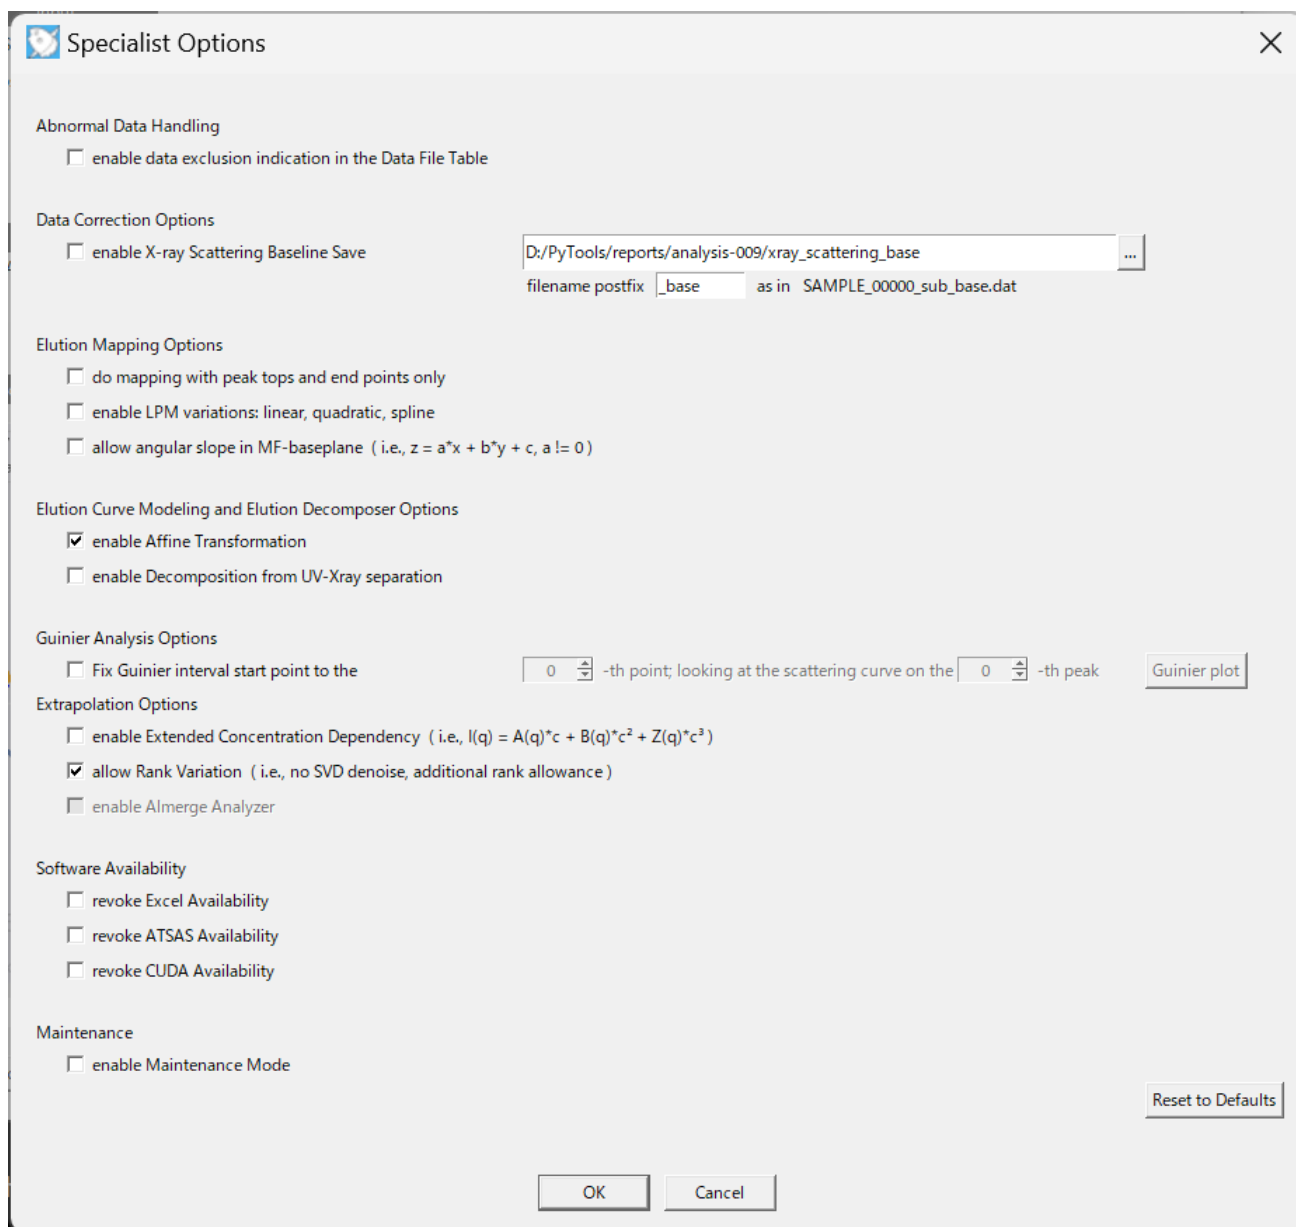 Specialist Options
Abnormal Data Handling
enable data exclusion indication in the Data File Table
Data Correction Options
enable X-ray Scattering Baseline Save D:/PyTools/reports/analysis-009/xray_scattering_base ...
filename postfix _base as in SAMPLE_00000_sub_base.dat
Elution Mapping Options
do mapping with peak tops and end points only
enable LPM variations: linear, quadratic, spline
allow angular slope in MF-baseplane ( i.e., z = a*x + b*y + c, a != 0 )
Elution Curve Modeling and Elution Decomposer Options
enable Affine Transformation
enable Decomposition from UV-Xray separation
Guinier Analysis Options
Fix Guinier interval start point to the 0 -th point; looking at the scattering curve on the 0 -th peak Guinier plot
Extrapolation Options
enable Extended Concentration Dependency ( i.e., I(q) = A(q)*c + B(q)*c² + Z(q)*c³ )
allow Rank Variation ( i.e., no SVD denoise, additional rank allowance )
enable Almerge Analyzer
Software Availability
revoke Excel Availability
revoke ATSAS Availability
revoke CUDA Availability
Maintenance
enable Maintenance Mode
Reset to Defaults
OK Cancel